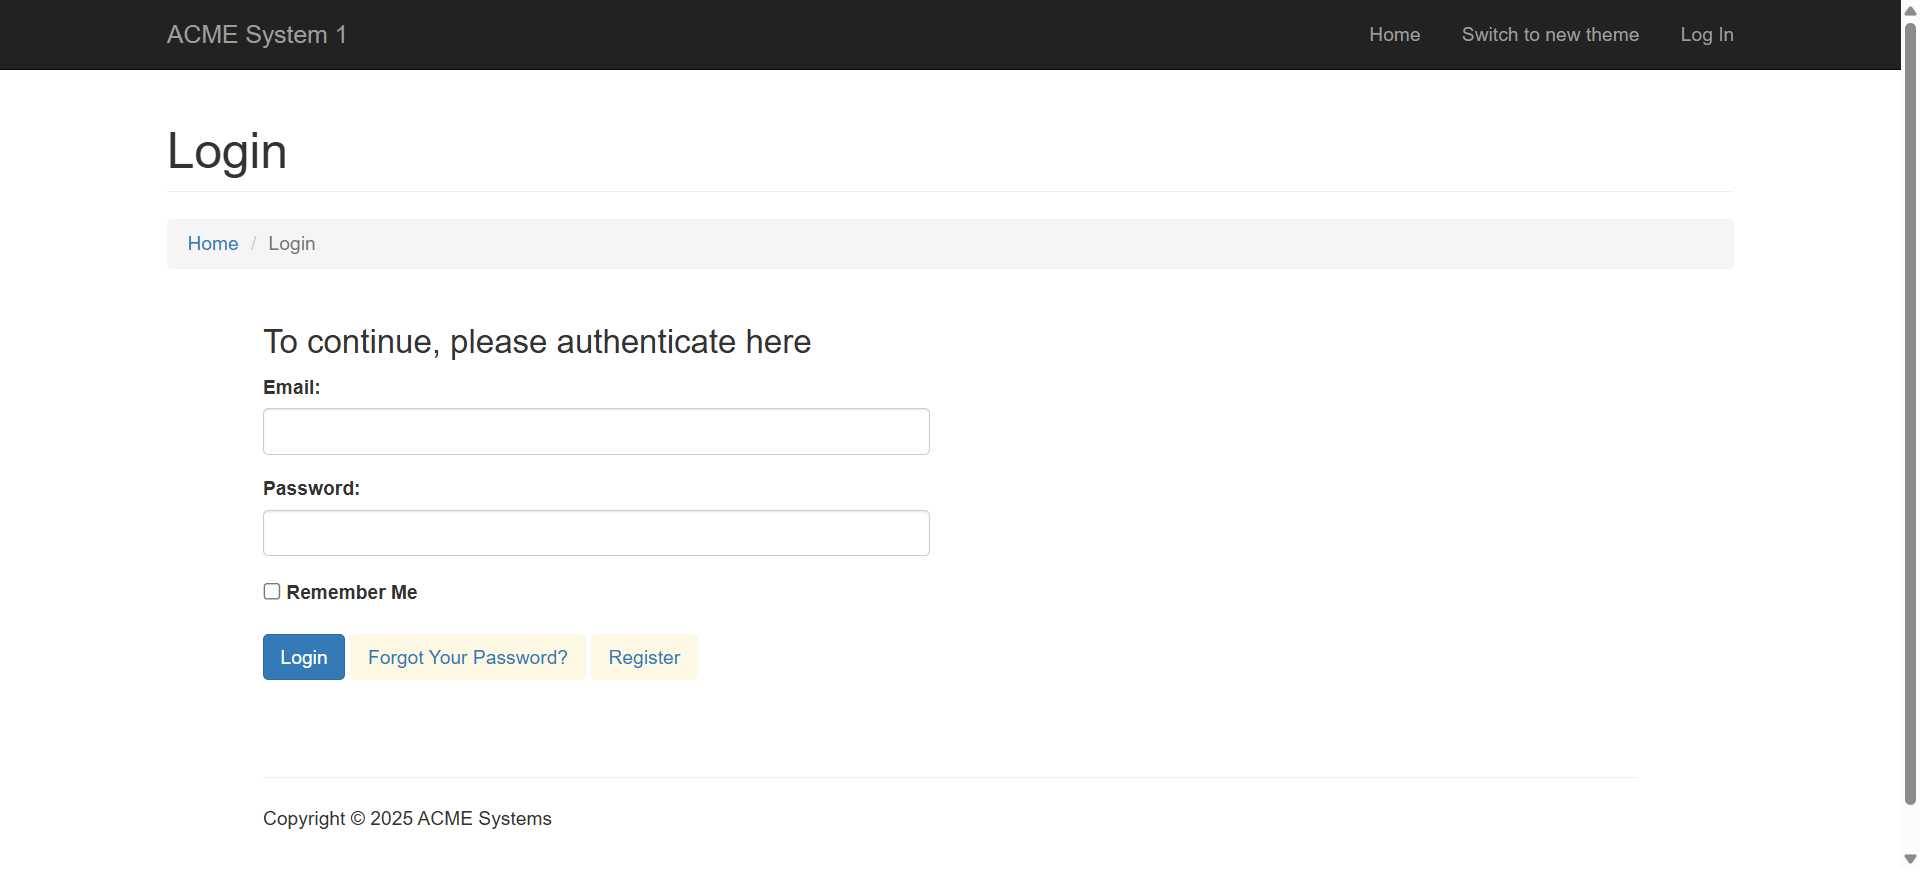 ACME System 1 Home Switch to new theme Log In
Login
Home / Login
To continue, please authenticate here
Email:
Password:
Remember Me
Login Forgot Your Password? Register
Copyright © 2025 ACME Systems